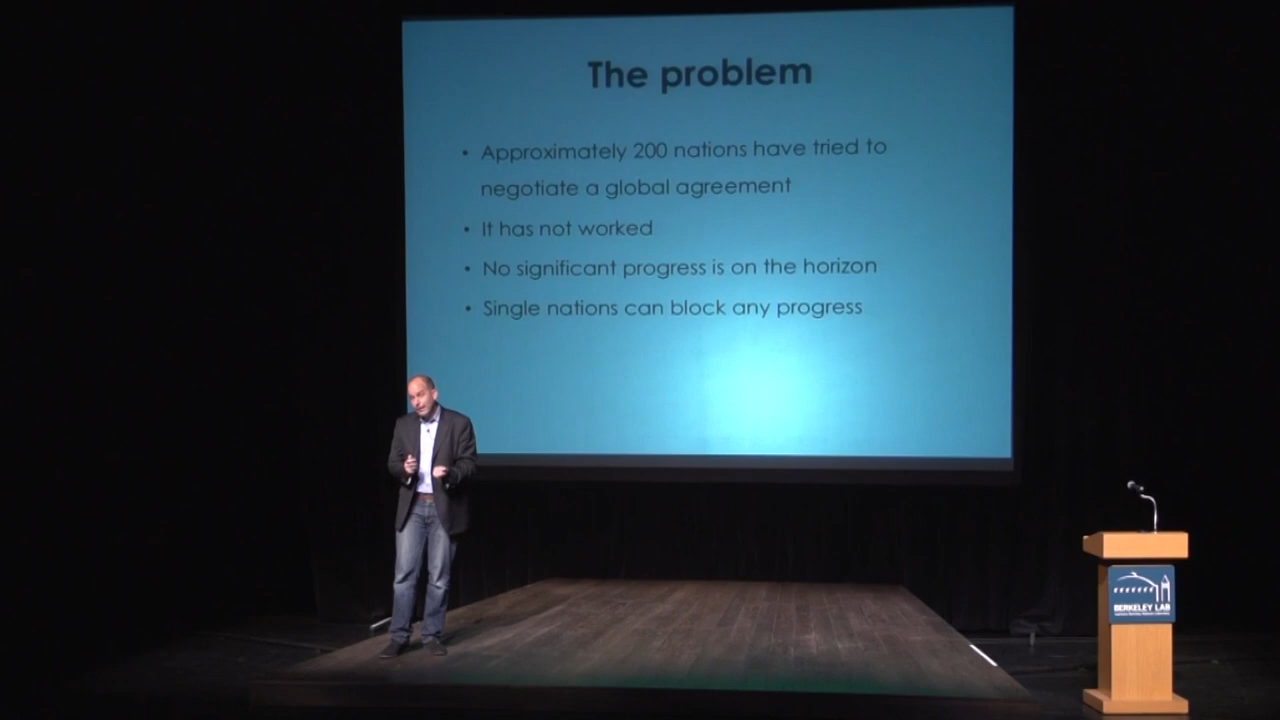 The problem
• Approximately 200 nations have tried to
negotiate a global agreement
• It has not worked
• No significant progress is on the horizon
• Single nations can block any progress
BERKELEY LAB